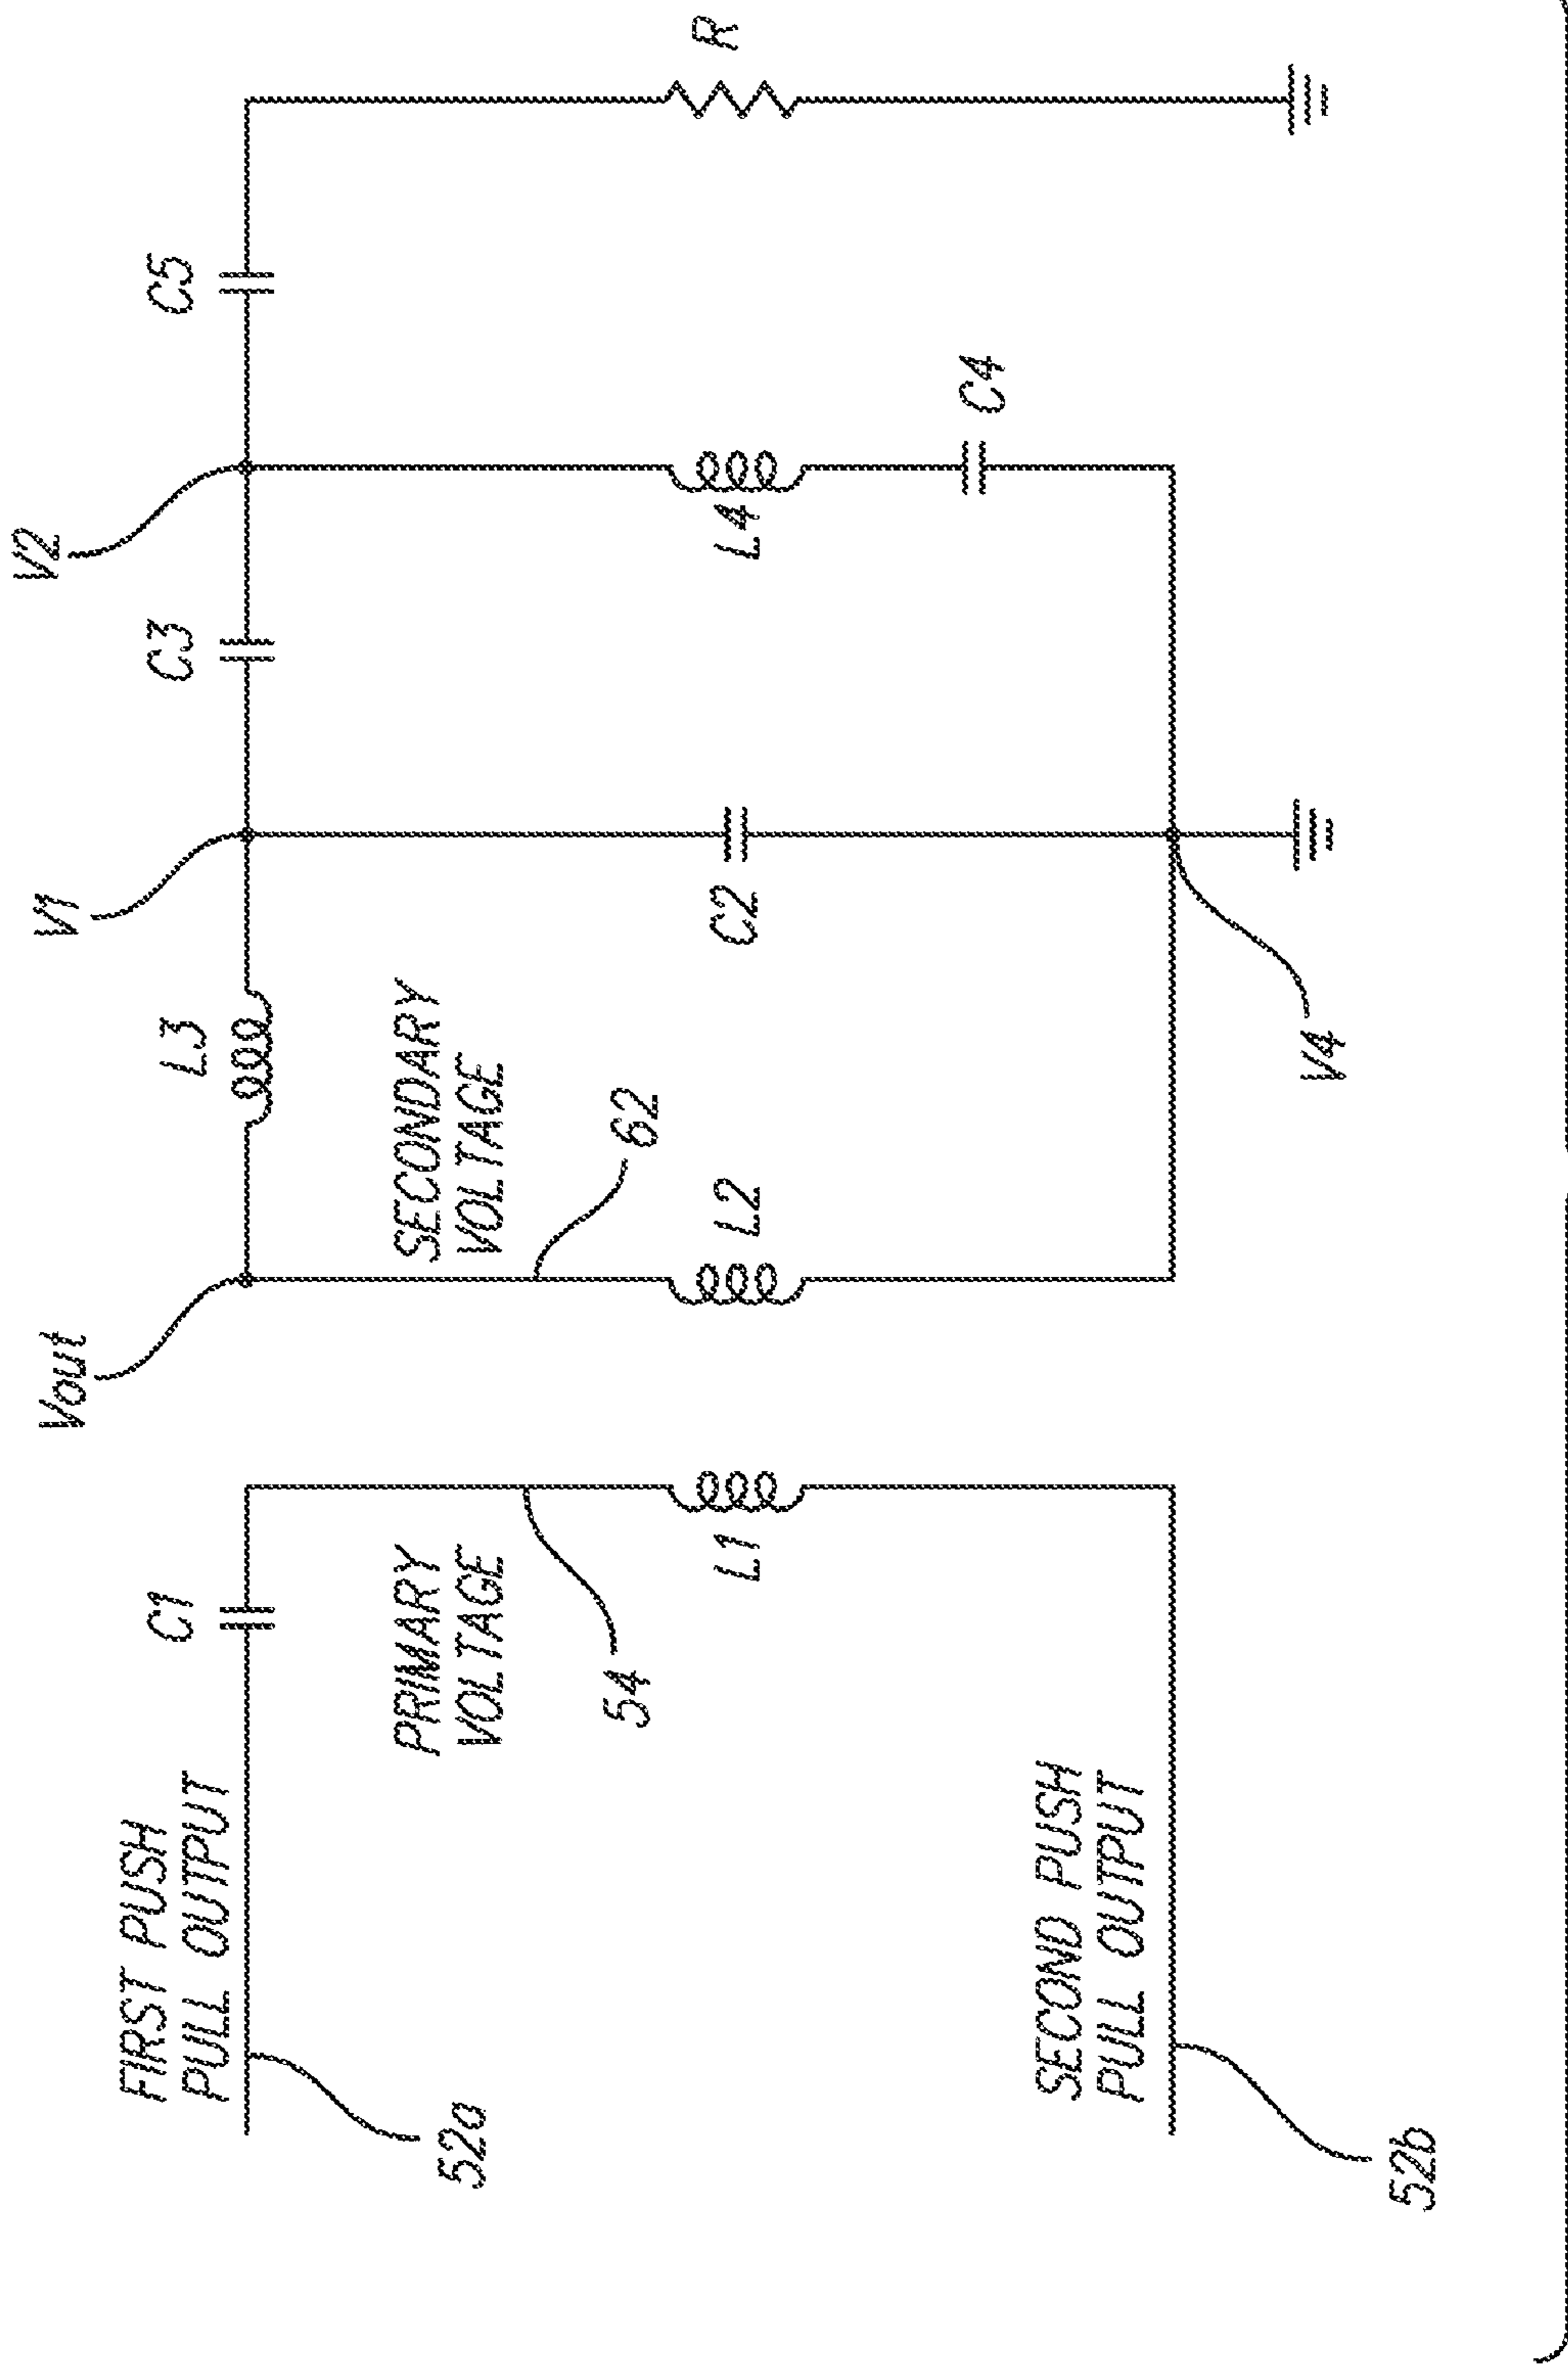 FIRST PUSH
PULL OUTPUT
52a
C1
PRIMARY
VOLTAGE
54
L1
SECOND PUSH
PULL OUTPUT
52b
Vout
SECONDARY
VOLTAGE
62
L2
L3
V1
C2
V4
C3
V2
L4
C4
C5
R